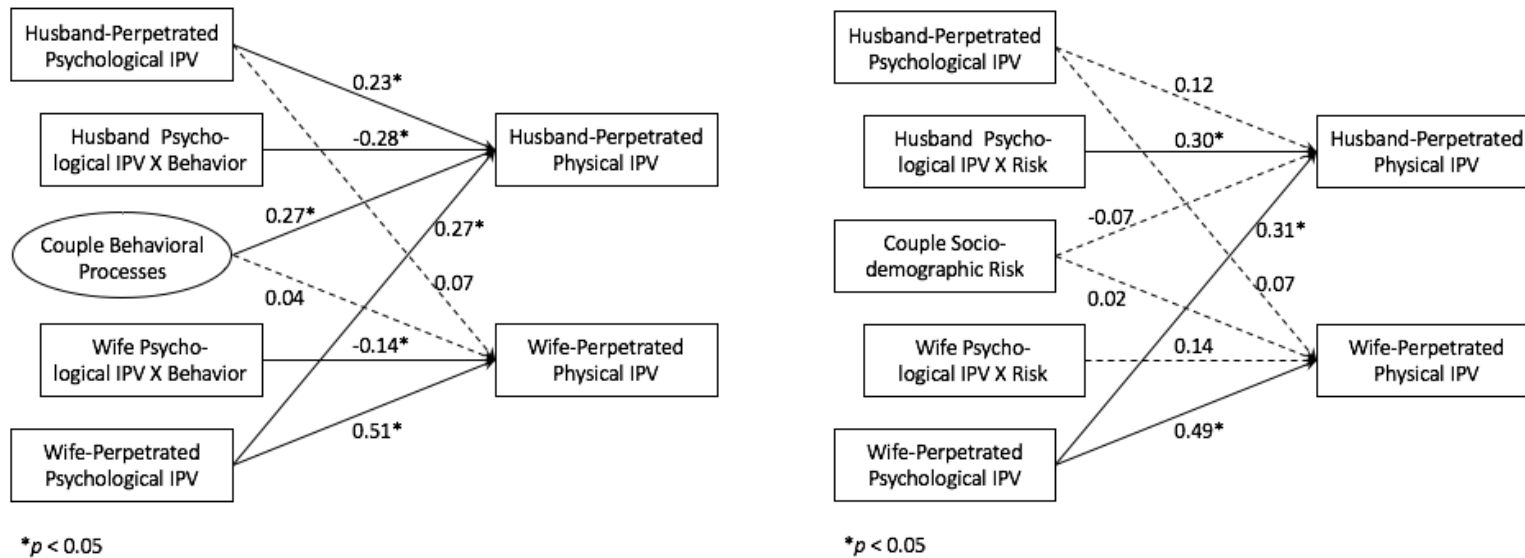 Husband-Perpetrated
Psychological IPV
0.23*
Husband Psycho-
logical IPV X Behavior
-0.28*
Husband-Perpetrated
Physical IPV
0.27*
0.27*
Couple Behavioral
Processes
0.07
0.04
Wife Psycho-
logical IPV X Behavior
-0.14*
Wife-Perpetrated
Physical IPV
0.51*
Wife-Perpetrated
Psychological IPV
*p < 0.05
Husband-Perpetrated
Psychological IPV
0.12
Husband Psycho-
logical IPV X Risk
0.30*
Husband-Perpetrated
Physical IPV
-0.07
0.31*
Couple Socio-
demographic Risk
0.07
0.02
Wife Psycho-
logical IPV X Risk
0.14
Wife-Perpetrated
Physical IPV
0.49*
Wife-Perpetrated
Psychological IPV
*p < 0.05